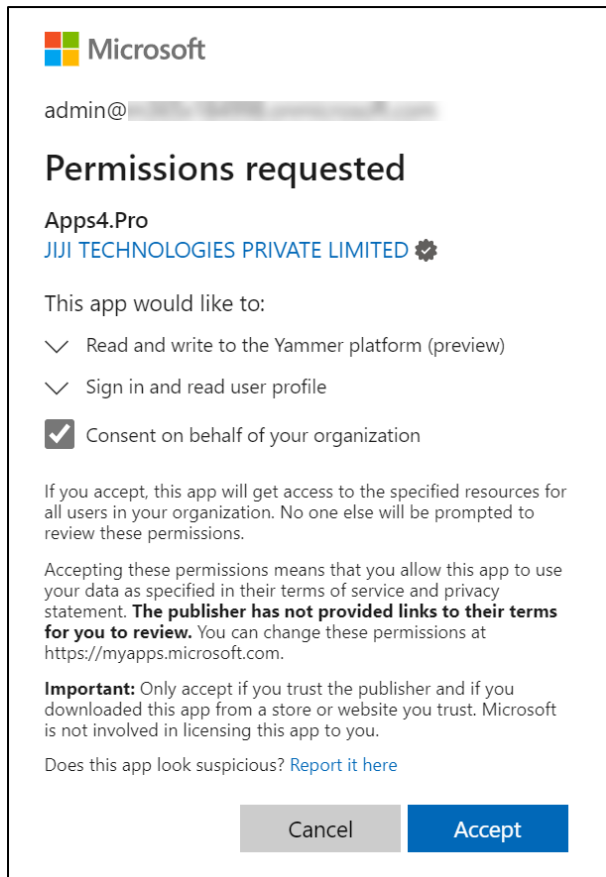 Microsoft
admin@
Permissions requested
Apps4.Pro
JIJI TECHNOLOGIES PRIVATE LIMITED
This app would like to:
Read and write to the Yammer platform (preview)
Sign in and read user profile
Consent on behalf of your organization
If you accept, this app will get access to the specified resources for
all users in your organization. No one else will be prompted to
review these permissions.
Accepting these permissions means that you allow this app to use
your data as specified in their terms of service and privacy
statement. The publisher has not provided links to their terms
for you to review. You can change these permissions at
https://myapps.microsoft.com.
Important: Only accept if you trust the publisher and if you
downloaded this app from a store or website you trust. Microsoft
is not involved in licensing this app to you.
Does this app look suspicious? Report it here
Cancel
Accept